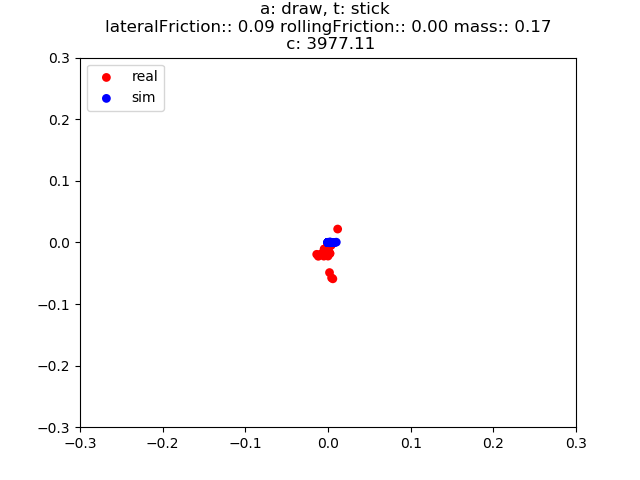 a: draw, t: stick
lateralFriction:: 0.09 rollingFriction:: 0.00 mass:: 0.17
c: 3977.11
real
sim
0.3
0.2
0.1
0.0
−0.1
−0.2
−0.3
−0.3
−0.2
−0.1
0.0
0.1
0.2
0.3